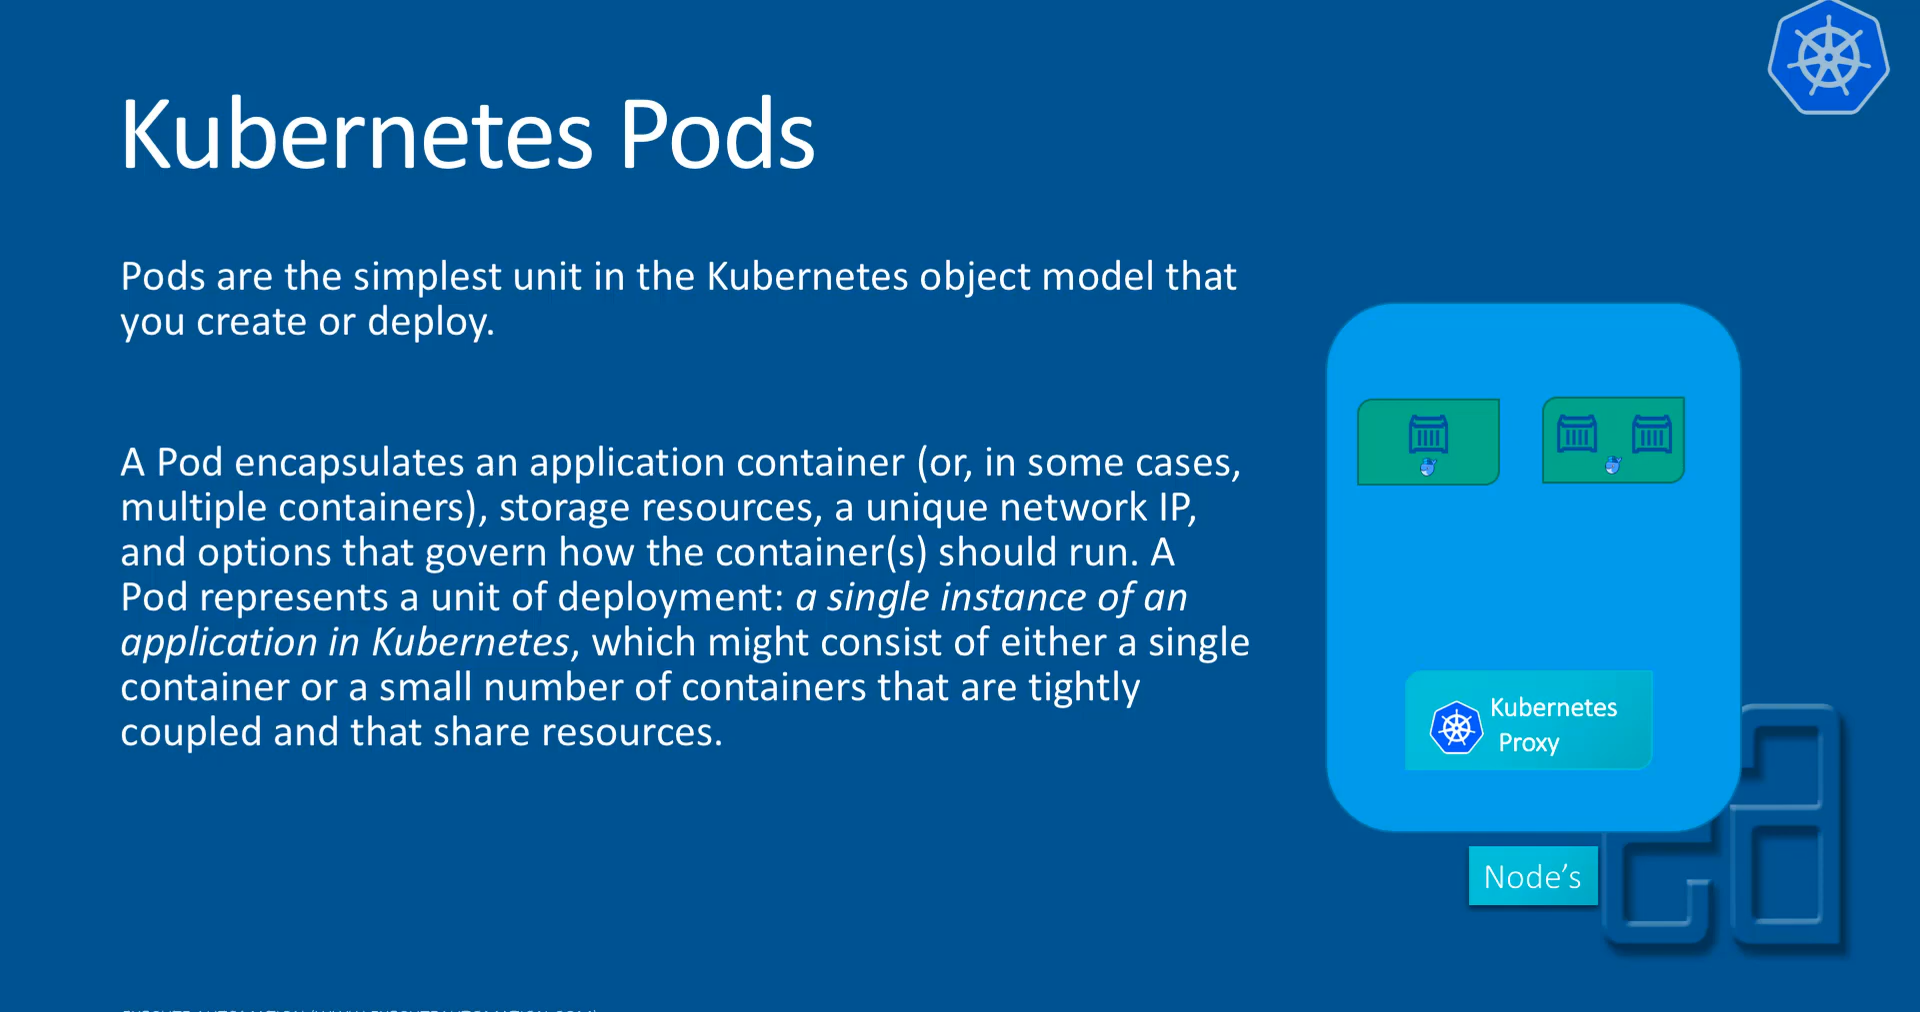 Kubernetes Pods
Pods are the simplest unit in the Kubernetes object model that
you create or deploy.
A Pod encapsulates an application container (or, in some cases,
multiple containers), storage resources, a unique network IP,
and options that govern how the container(s) should run. A
Pod represents a unit of deployment: a single instance of an
application in Kubernetes, which might consist of either a single
container or a small number of containers that are tightly
coupled and that share resources.
Kubernetes
Proxy
Node’s